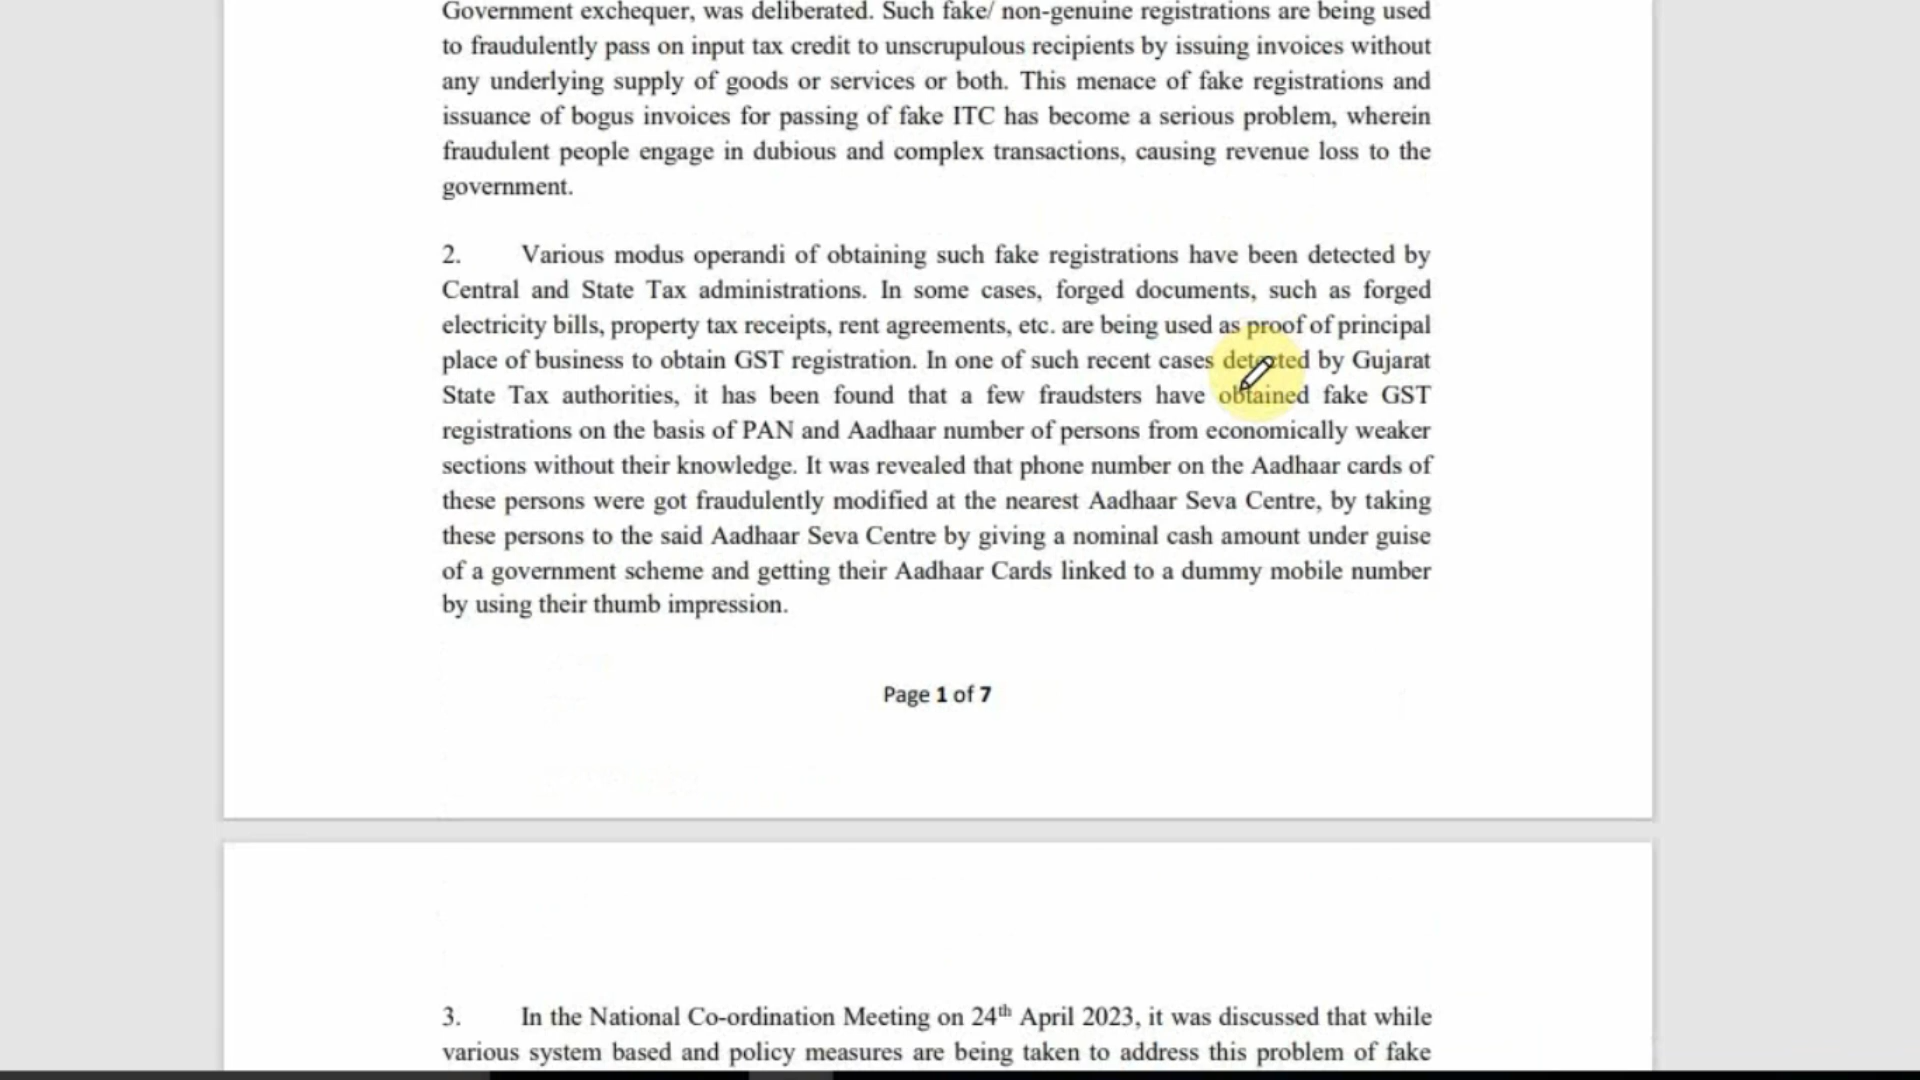 Government exchequer, was deliberated. Such fake/ non-genuine registrations are being used
to fraudulently pass on input tax credit to unscrupulous recipients by issuing invoices without
any underlying supply of goods or services or both. This menace of fake registrations and
issuance of bogus invoices for passing of fake ITC has become a serious problem, wherein
fraudulent people engage in dubious and complex transactions, causing revenue loss to the
government.
2. Various modus operandi of obtaining such fake registrations have been detected by
Central and State Tax administrations. In some cases, forged documents, such as forged
electricity bills, property tax receipts, rent agreements, etc. are being used as proof of principal
place of business to obtain GST registration. In one of such recent cases detected by Gujarat
State Tax authorities, it has been found that a few fraudsters have obtained fake GST
registrations on the basis of PAN and Aadhaar number of persons from economically weaker
sections without their knowledge. It was revealed that phone number on the Aadhaar cards of
these persons were got fraudulently modified at the nearest Aadhaar Seva Centre, by taking
these persons to the said Aadhaar Seva Centre by giving a nominal cash amount under guise
of a government scheme and getting their Aadhaar Cards linked to a dummy mobile number
by using their thumb impression.
Page 1 of 7
3. In the National Co-ordination Meeting on 24th April 2023, it was discussed that while
various system based and policy measures are being taken to address this problem of fake